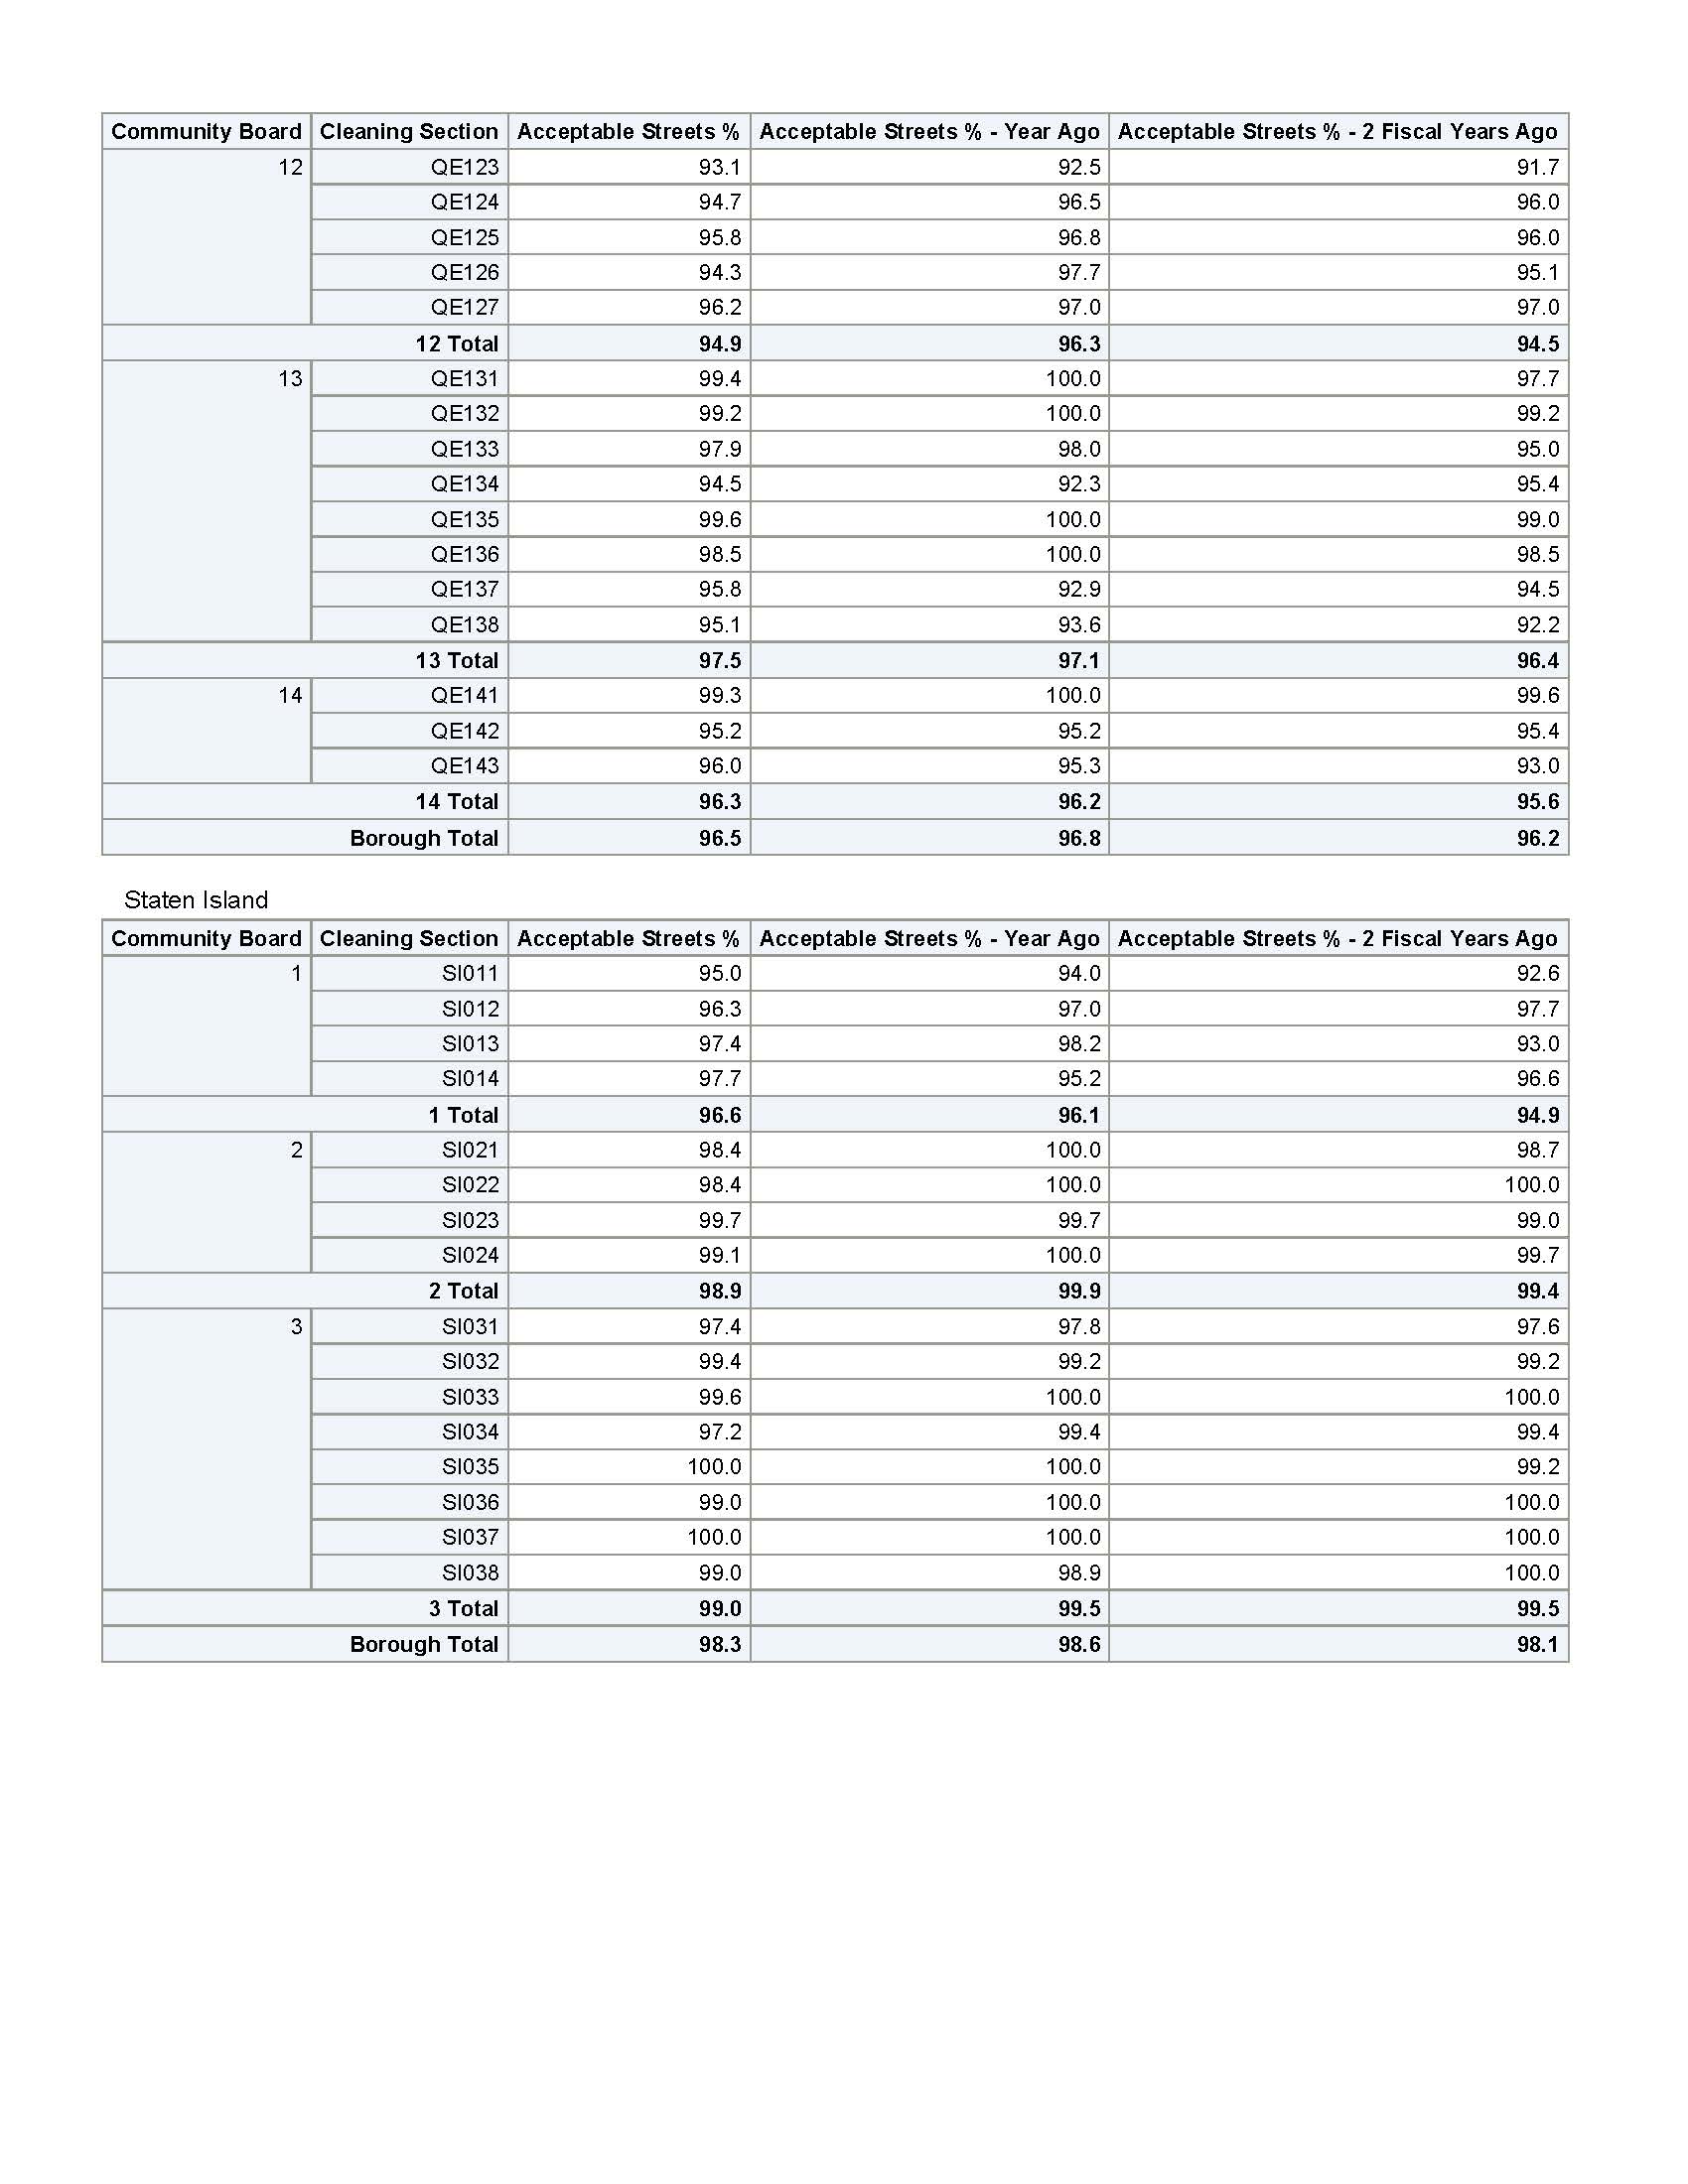 Community Board Cleaning Section Acceptable Streets % Acceptable Streets % - Year Ago Acceptable Streets % - 2 Fiscal Years Ago
12 QE123 93.1 92.5 91.7
QE124 94.7 96.5 96.0
QE125 95.8 96.8 96.0
QE126 94.3 97.7 95.1
QE127 96.2 97.0 97.0
12 Total 94.9 96.3 94.5
13 QE131 99.4 100.0 97.7
QE132 99.2 100.0 99.2
QE133 97.9 98.0 95.0
QE134 94.5 92.3 95.4
QE135 99.6 100.0 99.0
QE136 98.5 100.0 98.5
QE137 95.8 92.9 94.5
QE138 95.1 93.6 92.2
13 Total 97.5 97.1 96.4
14 QE141 99.3 100.0 99.6
QE142 95.2 95.2 95.4
QE143 96.0 95.3 93.0
14 Total 96.3 96.2 95.6
Borough Total 96.5 96.8 96.2
Staten Island
Community Board Cleaning Section Acceptable Streets % Acceptable Streets % - Year Ago Acceptable Streets % - 2 Fiscal Years Ago
1 SI011 95.0 94.0 92.6
SI012 96.3 97.0 97.7
SI013 97.4 98.2 93.0
SI014 97.7 95.2 96.6
1 Total 96.6 96.1 94.9
2 SI021 98.4 100.0 98.7
SI022 98.4 100.0 100.0
SI023 99.7 99.7 99.0
SI024 99.1 100.0 99.7
2 Total 98.9 99.9 99.4
3 SI031 97.4 97.8 97.6
SI032 99.4 99.2 99.2
SI033 99.6 100.0 100.0
SI034 97.2 99.4 99.4
SI035 100.0 100.0 99.2
SI036 99.0 100.0 100.0
SI037 100.0 100.0 100.0
SI038 99.0 98.9 100.0
3 Total 99.0 99.5 99.5
Borough Total 98.3 98.6 98.1